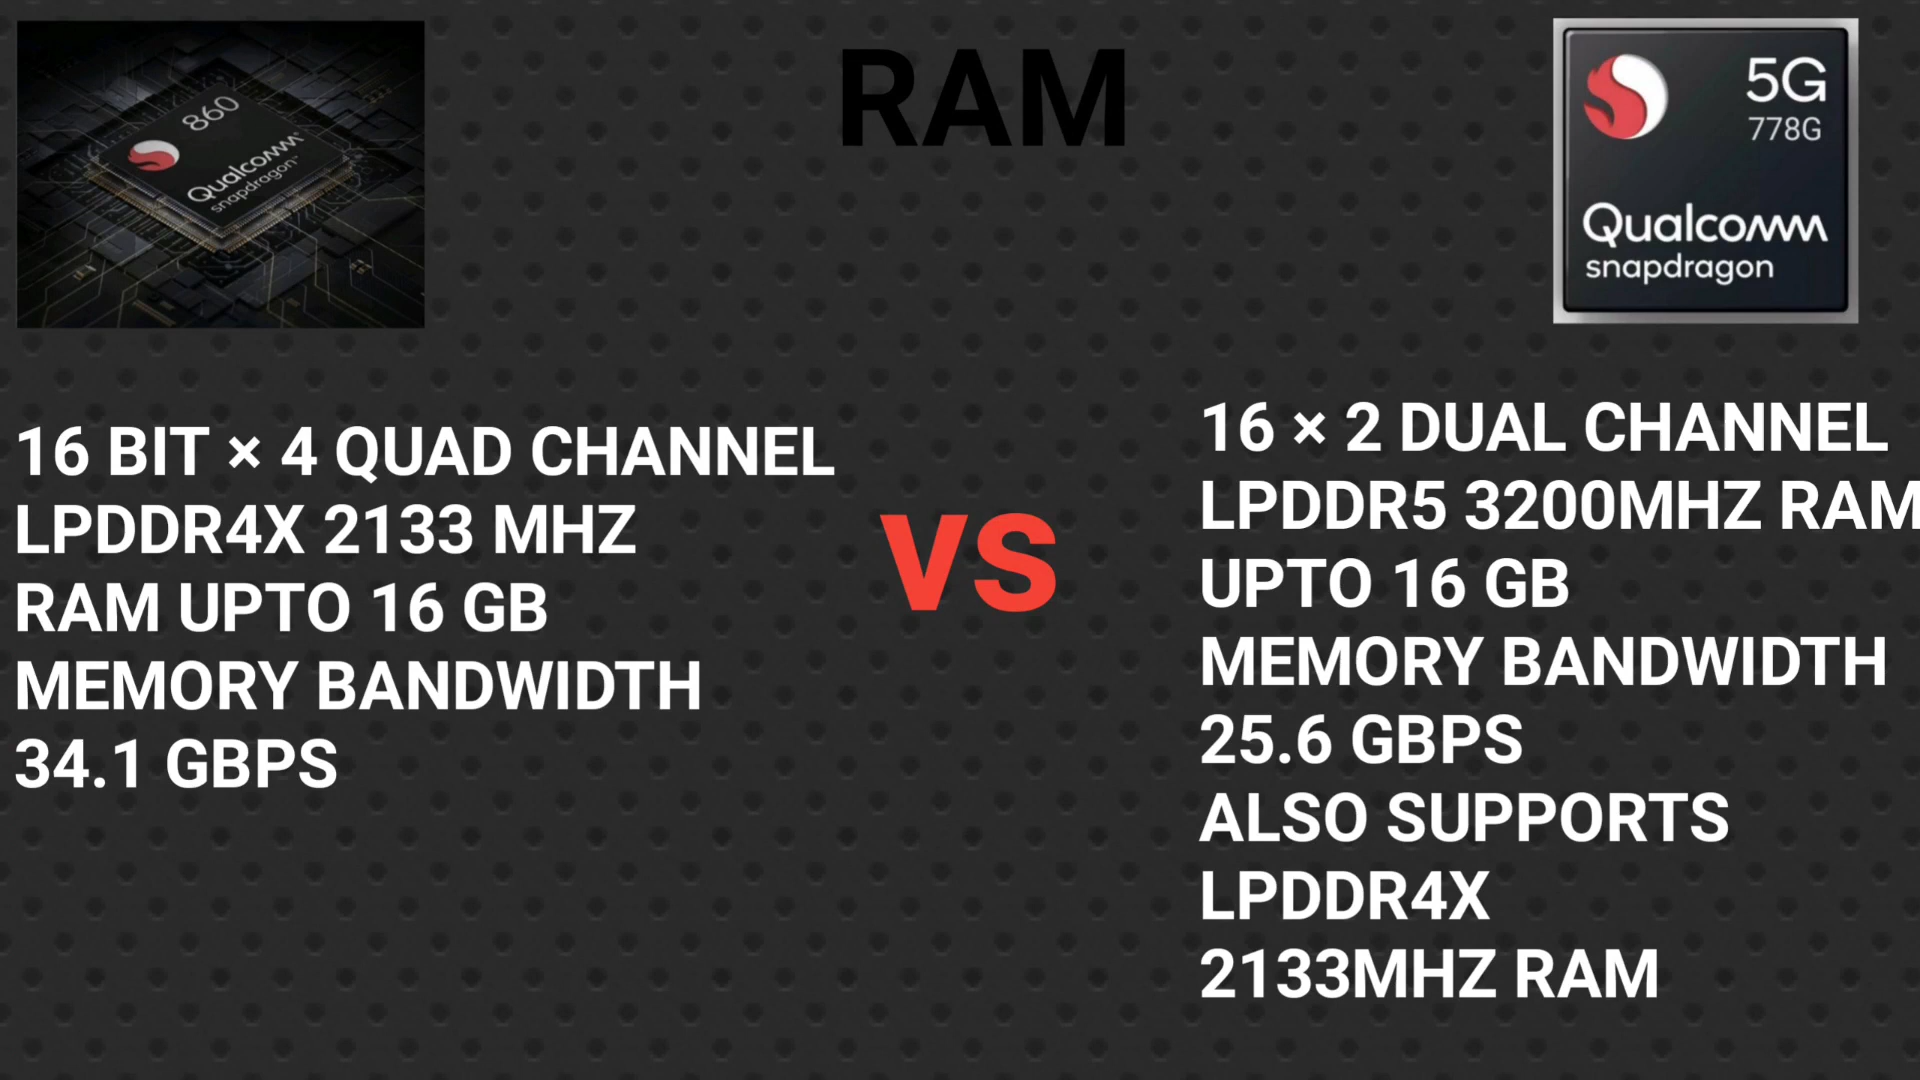 RAM
860
Qualcomm
snapdragon
5G
778G
Qualcomm
snapdragon
16 BIT × 4 QUAD CHANNEL
LPDDR4X 2133 MHZ
RAM UPTO 16 GB
MEMORY BANDWIDTH
34.1 GBPS
VS
16 × 2 DUAL CHANNEL
LPDDR5 3200MHZ RAM
UPTO 16 GB
MEMORY BANDWIDTH
25.6 GBPS
ALSO SUPPORTS
LPDDR4X
2133MHZ RAM